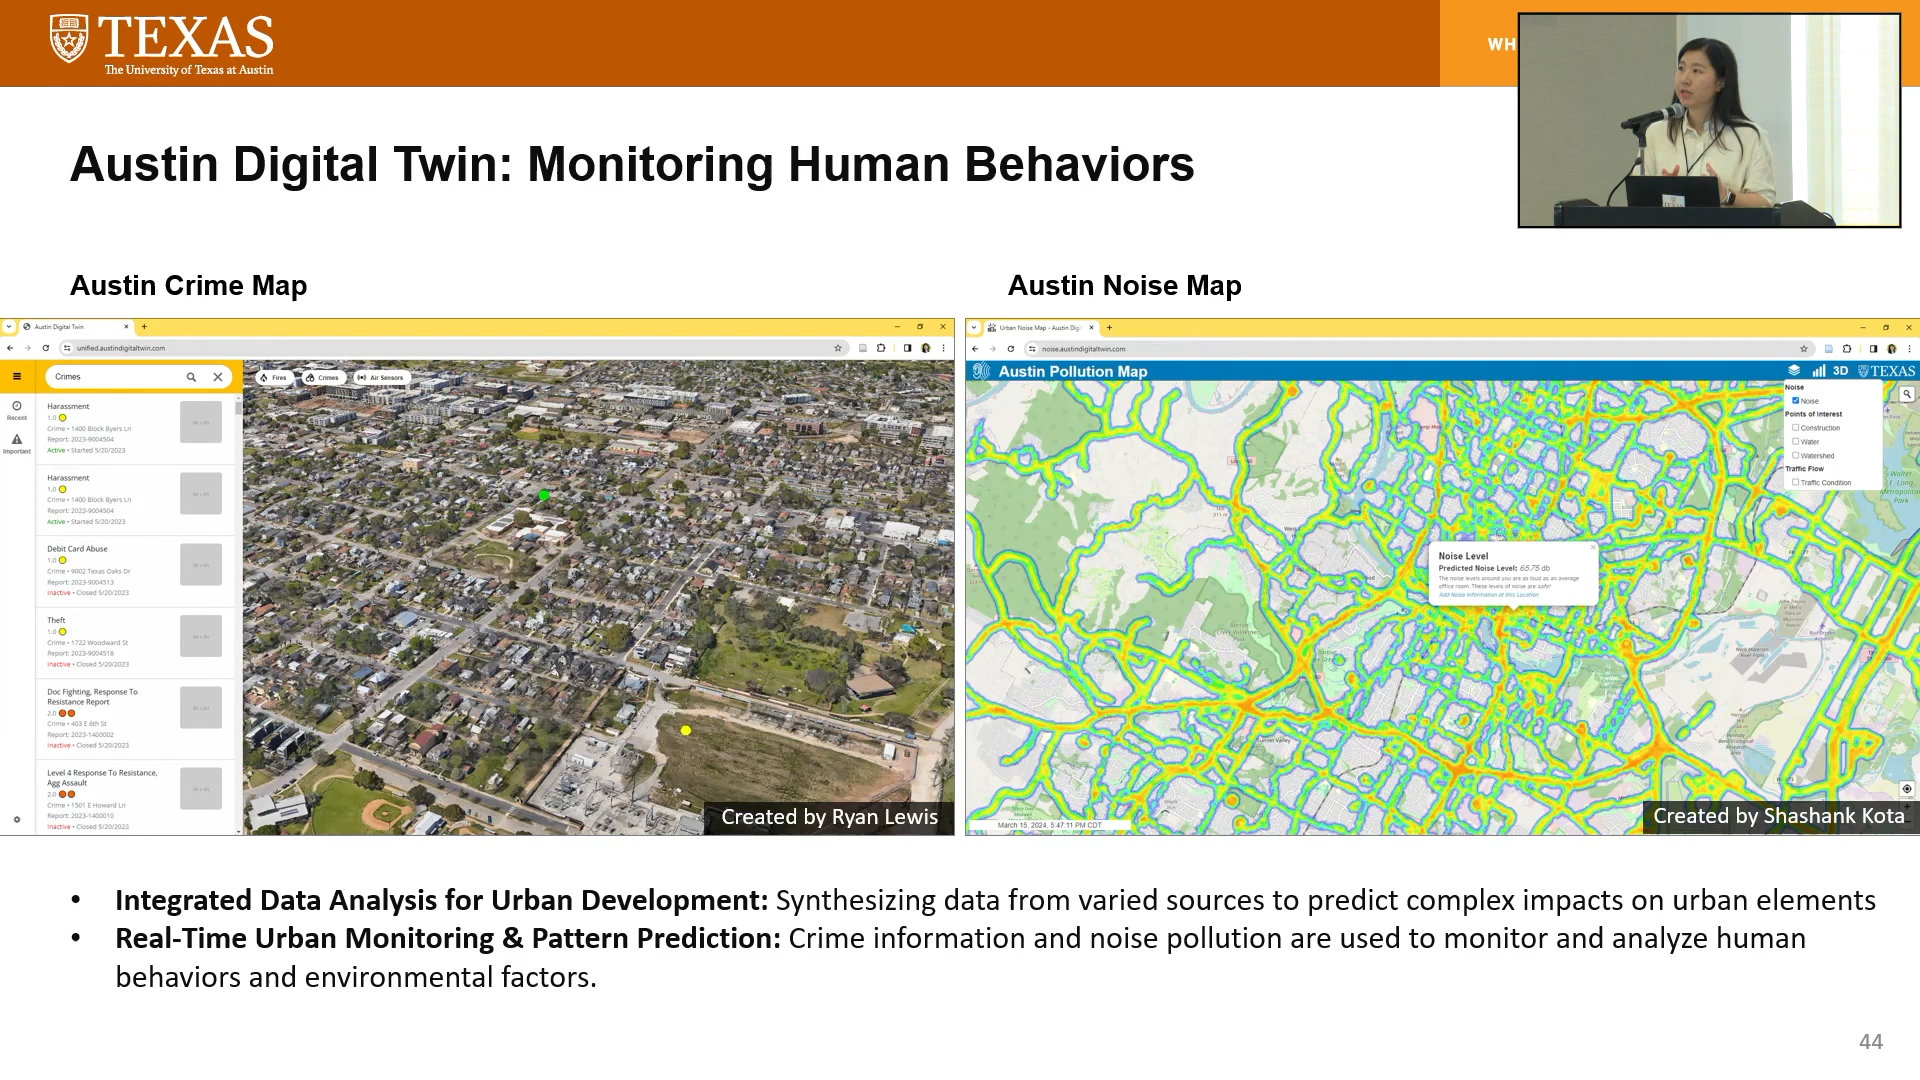 TEXAS
The University of Texas at Austin
WH
TEXAS
Austin Digital Twin: Monitoring Human Behaviors
Austin Crime Map
Austin Noise Map
Austin Digital Twin
unified.austindigitaltwin.com
Crimes
Fires
Crimes
Air Sensors
Recent
Important
Harassment
1.0
Crime • 1400 Block Byers Ln
Report: 2023-9004504
Active • Started 5/20/2023
Harassment
1.0
Crime • 1400 Block Byers Ln
Report: 2023-9004504
Active • Started 5/20/2023
Debit Card Abuse
1.0
Crime • 9002 Texas Oaks Dr
Report: 2023-9004513
Inactive • Closed 5/20/2023
Theft
1.0
Crime • 1722 Woodward St
Report: 2023-9004518
Inactive • Closed 5/20/2023
Doc Fighting, Response To
Resistance Report
2.0
Crime • 403 E 6th St
Report: 2023-1400002
Inactive • Closed 5/20/2023
Level 4 Response To Resistance,
Agg Assault
2.0
Crime • 1501 E Howard Ln
Report: 2023-1400010
Inactive • Closed 5/20/2023
Created by Ryan Lewis
Urban Noise Map - Austin Dig
noise.austindigitaltwin.com
Austin Pollution Map
3D
TEXAS
Noise
Noise
Points of Interest
Construction
Water
Watershed
Traffic Flow
Traffic Condition
Walter
E. Long
Metropolitan
Park
Noise Level
Predicted Noise Level: 65.75 db
The noise levels around you are as loud as an average
office room. These levels of noise are safe!
Add Noise Information at this Location
Sunset Valley
March 15, 2024, 5:47:11 PM CDT
Created by Shashank Kota
• Integrated Data Analysis for Urban Development: Synthesizing data from varied sources to predict complex impacts on urban elements
• Real-Time Urban Monitoring & Pattern Prediction: Crime information and noise pollution are used to monitor and analyze human
behaviors and environmental factors.
44